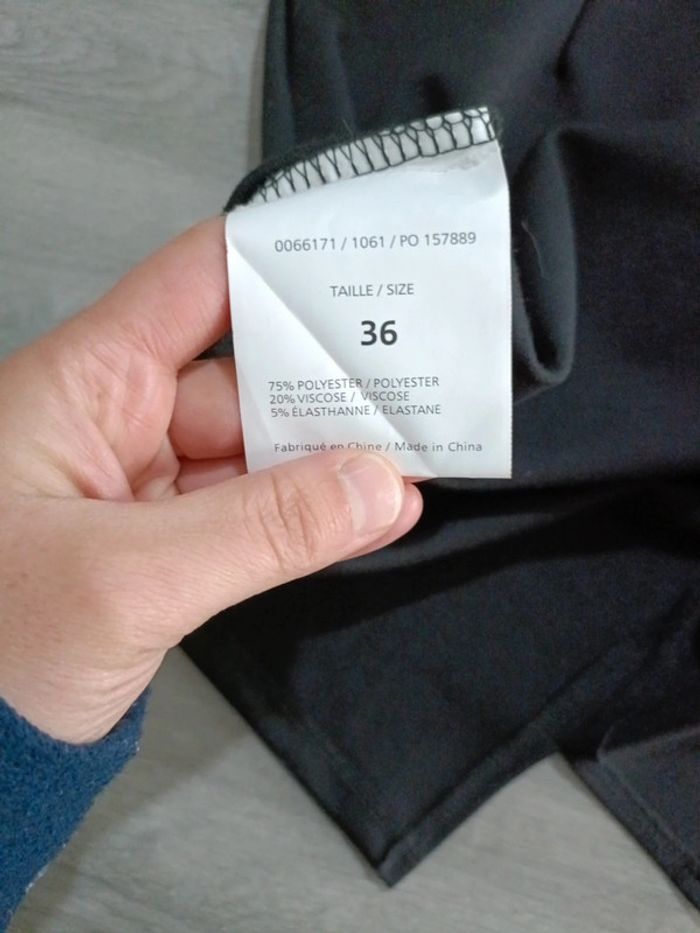 0066171 / 1061 / PO 157889
TAILLE / SIZE
36
75% POLYESTER / POLYESTER
20% VISCOSE / VISCOSE
5% ÉLASTHANNE / ELASTANE
Fabriqué en Chine / Made in China